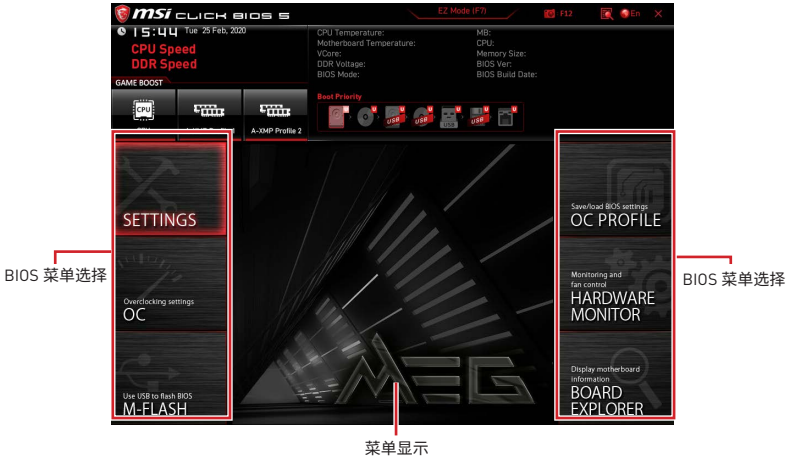 msi CLICK BIOS 5
EZ Mode (F7)
F12
En
15:44 Tue 25 Feb, 2020
CPU Speed
DDR Speed
GAME BOOST
CPU
A-XMP Profile 2
CPU Temperature:
Motherboard Temperature:
VCore:
DDR Voltage:
BIOS Mode:
MB:
CPU:
Memory Size:
BIOS Ver:
BIOS Build Date:
Boot Priority
U
U
USB
U
USB
U
USB
U
USB
U
U
SETTINGS
Overclocking settings
OC
Use USB to flash BIOS
M-FLASH
BIOS 菜单选择
MEG
Save/load BIOS settings
OC PROFILE
Monitoring and
fan control
HARDWARE
MONITOR
Display motherboard
information
BOARD
EXPLORER
BIOS 菜单选择
菜单显示